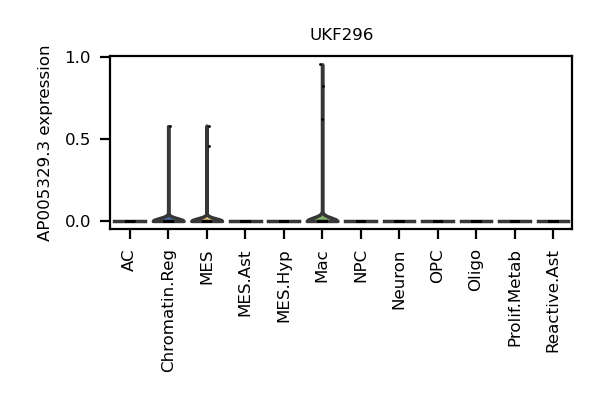 UKF296
AP005329.3 expression
1.0
0.5
0.0
AC
Chromatin.Reg
MES
MES.Ast
MES.Hyp
Mac
NPC
Neuron
OPC
Oligo
Prolif.Metab
Reactive.Ast